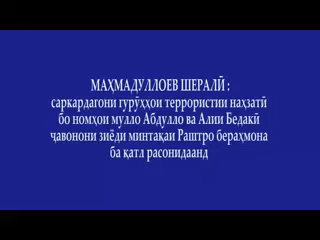 МАҲМАДУЛЛОЕВ ШЕРАЛӢ :
саркардагони гурӯҳҳои террористии наҳзатӣ
бо номҳои мулло Абдулло ва Алии Бедакӣ
ҷавонони зиёди минтақаи Раштро бераҳмона
ба қатл расонидаанд